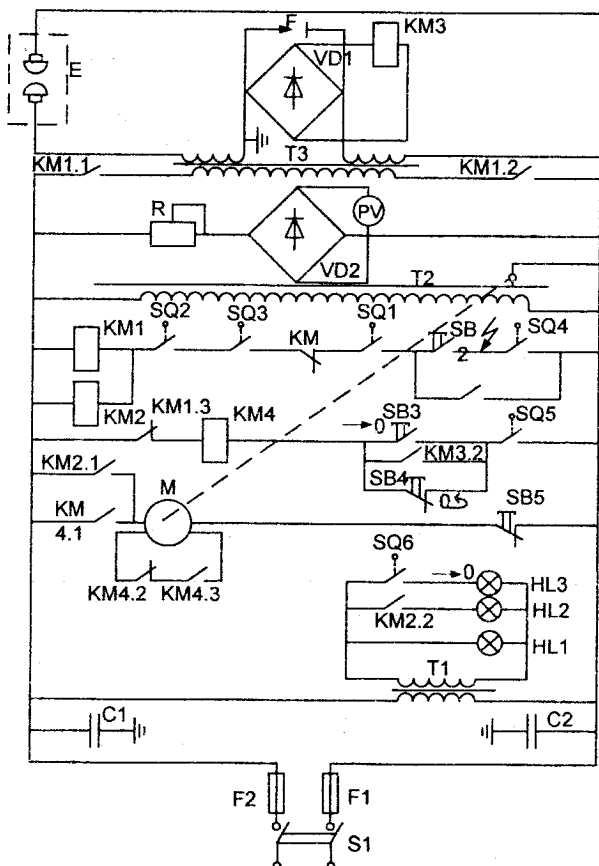 F
KM3
E
VD1
T3
KM1.1
KM1.2
R
PV
VD2
T2
SQ2
SQ3
SQ1
SB
2
SQ4
KM1
KM
KM2
KM1.3
KM4
0
SB3
SQ5
KM3.2
KM2.1
M
SB4
0
SB5
KM
4.1
SQ6
0
HL3
KM4.2
KM4.3
KM2.2
HL2
HL1
T1
C1
C2
F2
F1
S1